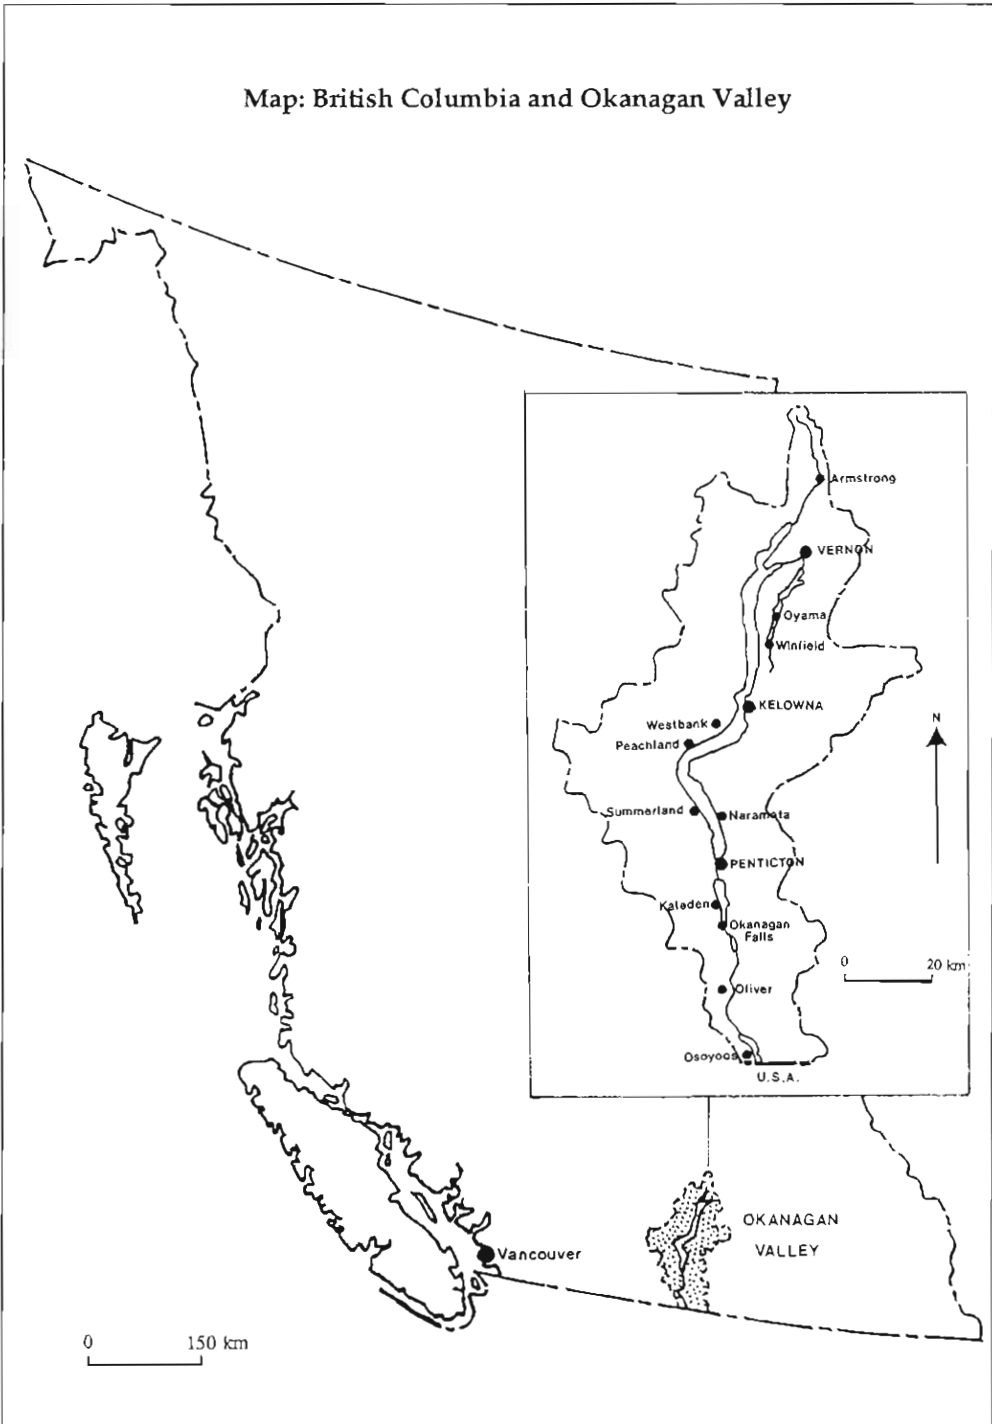 Map: British Columbia and Okanagan Valley
Armstrong
VERNON
Oyama
Winfield
KELOWNA
Westbank
Peachland
N
Summerland
Naramata
PENTICTON
Kaleden
Okanagan
Falls
0 20 km
Oliver
Osoyoos
U.S.A.
OKANAGAN
VALLEY
Vancouver
0 150 km